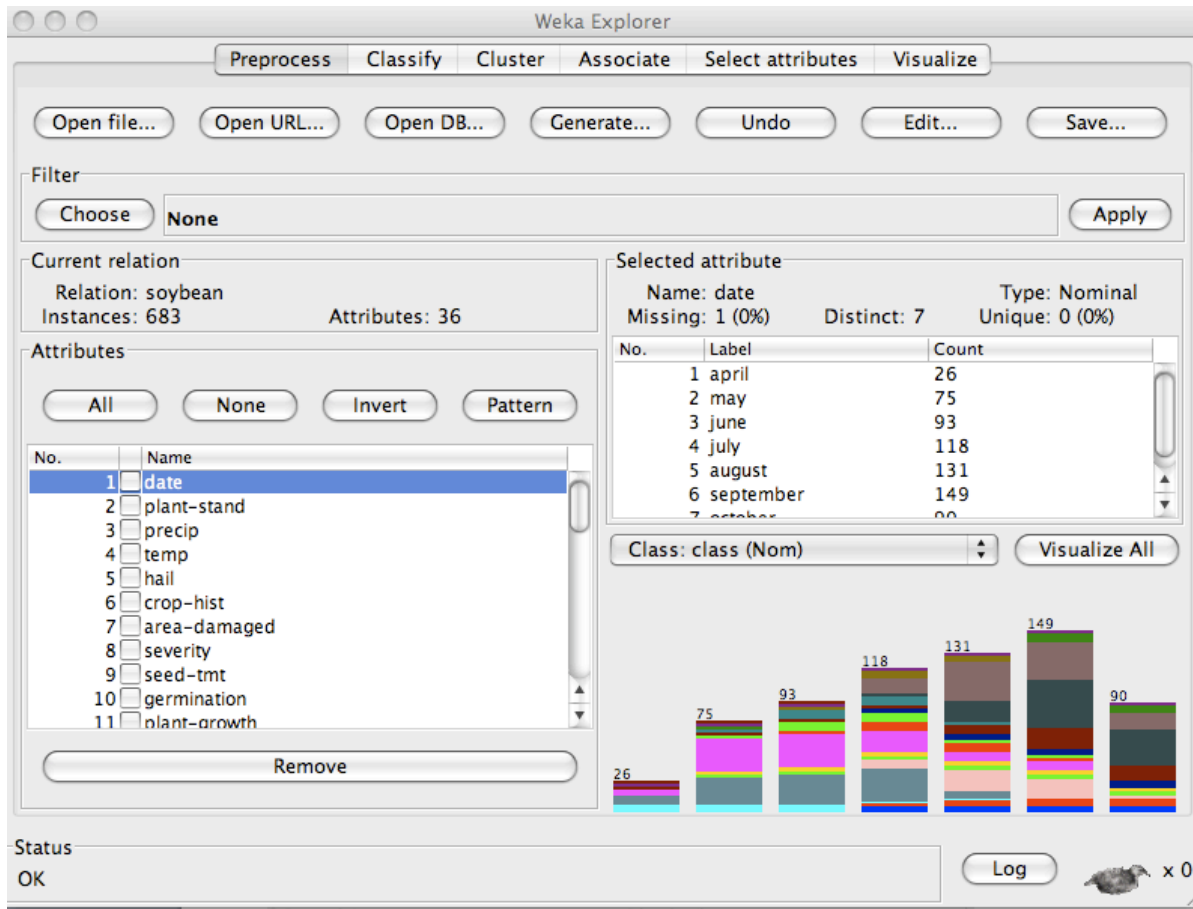 Weka Explorer
Preprocess Classify Cluster Associate Select attributes Visualize
Open file... Open URL... Open DB... Generate... Undo Edit... Save...
Filter
Choose None Apply
Current relation
Relation: soybean
Instances: 683 Attributes: 36
Attributes
All None Invert Pattern
No. Name
1 date
2 plant-stand
3 precip
4 temp
5 hail
6 crop-hist
7 area-damaged
8 severity
9 seed-tmt
10 germination
11 plant-growth
Remove
Selected attribute
Name: date Type: Nominal
Missing: 1 (0%) Distinct: 7 Unique: 0 (0%)
No. Label Count
1 april 26
2 may 75
3 june 93
4 july 118
5 august 131
6 september 149
7 october 90
Class: class (Nom) Visualize All
26 75 93 118 131 149 90
Status
OK
Log x 0